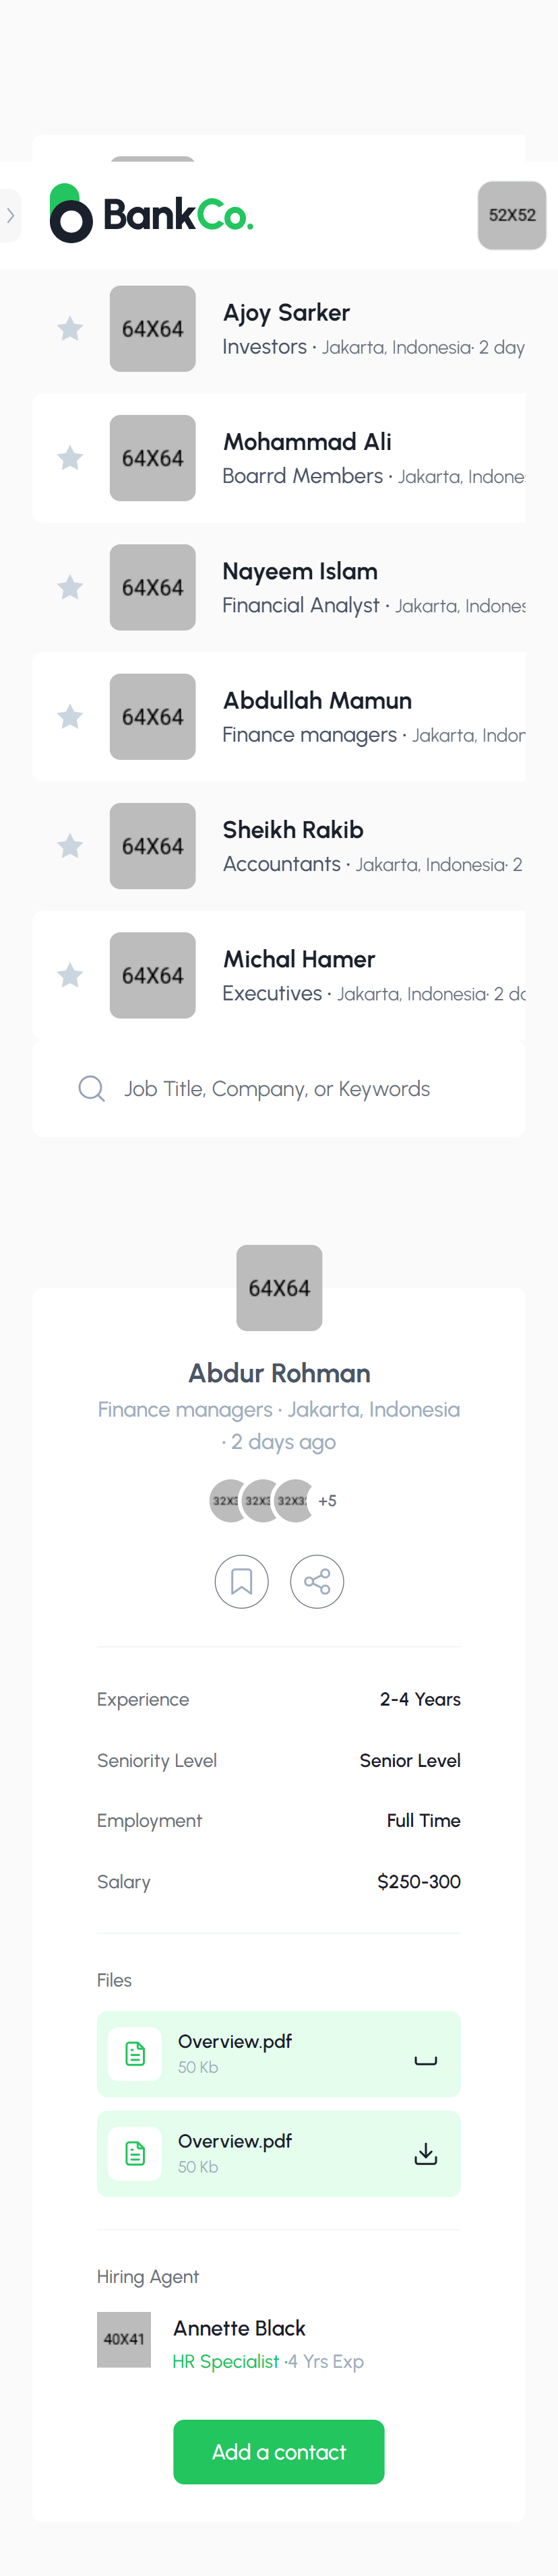 BankCo.
52X52
64X64
Ajoy Sarker
Investors · Jakarta, Indonesia· 2 day
64X64
Mohammad Ali
Boarrd Members · Jakarta, Indone
64X64
Nayeem Islam
Financial Analyst · Jakarta, Indones
64X64
Abdullah Mamun
Finance managers · Jakarta, Indon
64X64
Sheikh Rakib
Accountants · Jakarta, Indonesia· 2
64X64
Michal Hamer
Executives · Jakarta, Indonesia· 2 da
Job Title, Company, or Keywords
64X64
Abdur Rohman
Finance managers · Jakarta, Indonesia
· 2 days ago
32X3 32X3 32X3 +5
Experience 2-4 Years
Seniority Level Senior Level
Employment Full Time
Salary $250-300
Files
Overview.pdf
50 Kb
Overview.pdf
50 Kb
Hiring Agent
40X41
Annette Black
HR Specialist ·4 Yrs Exp
Add a contact